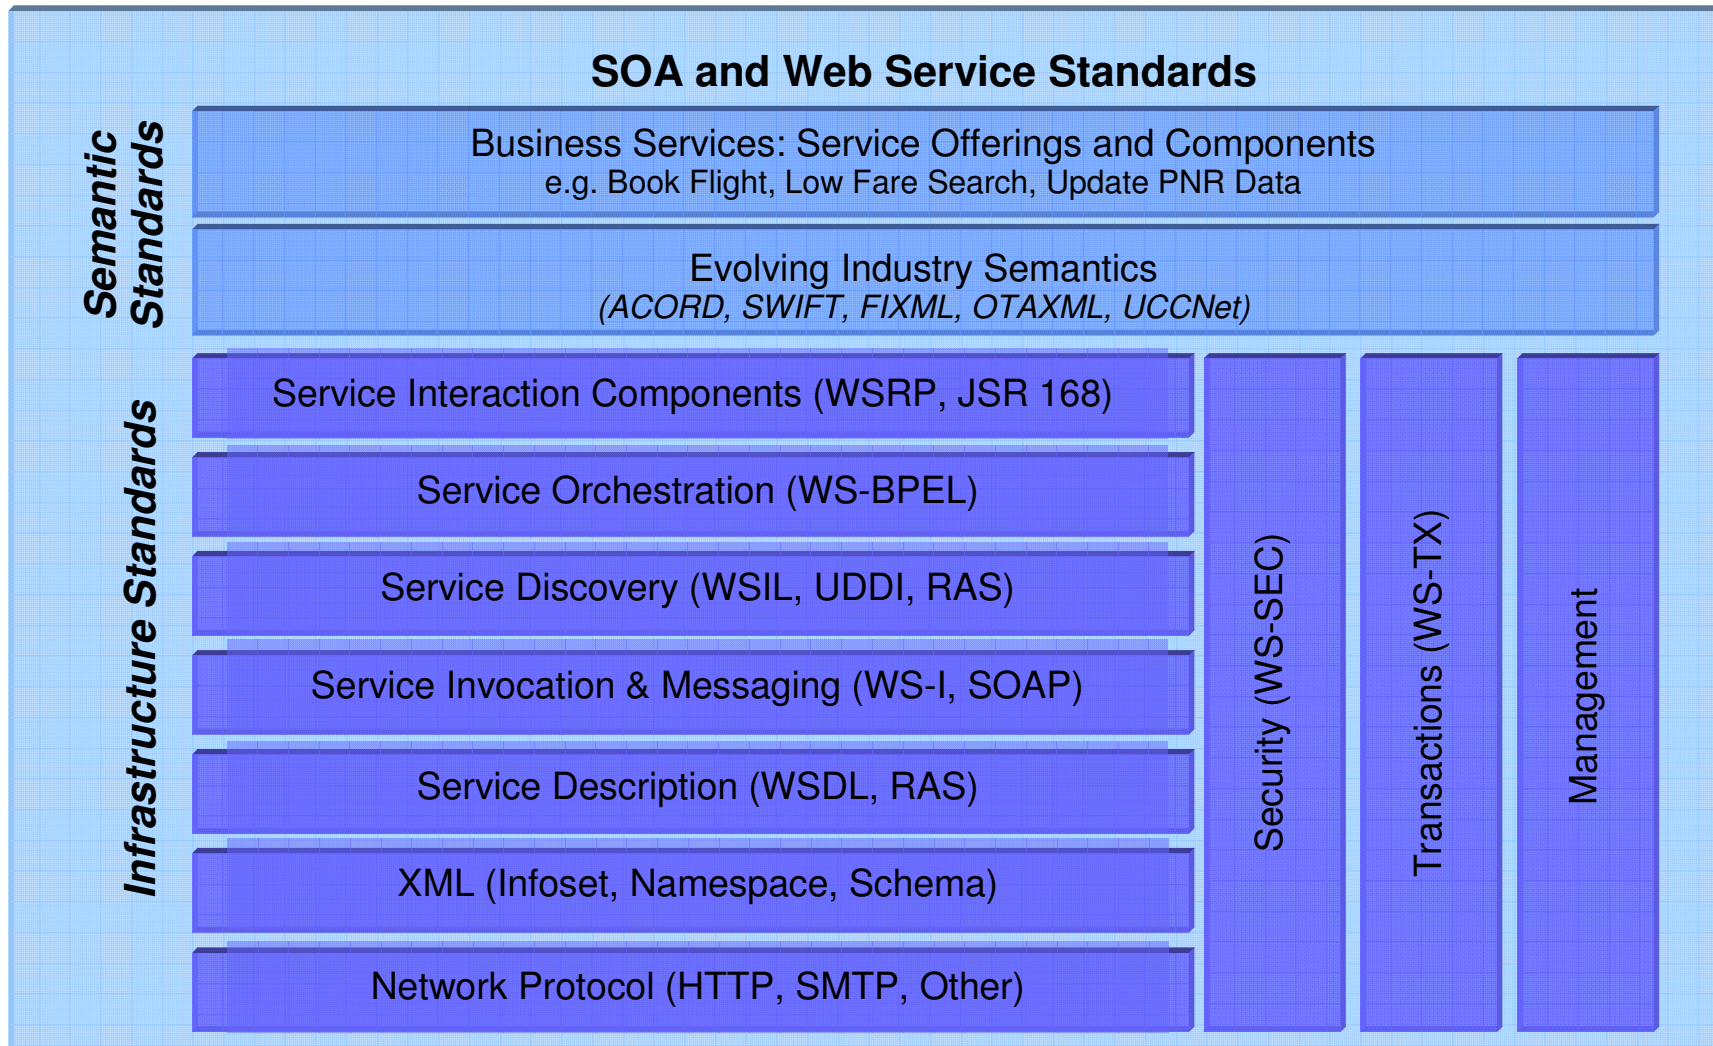 SOA and Web Service Standards
Semantic
Standards
Business Services: Service Offerings and Components
e.g. Book Flight, Low Fare Search, Update PNR Data
Evolving Industry Semantics
(ACORD, SWIFT, FIXML, OTAXML, UCCNet)
Infrastructure Standards
Service Interaction Components (WSRP, JSR 168)
Service Orchestration (WS-BPEL)
Service Discovery (WSIL, UDDI, RAS)
Service Invocation & Messaging (WS-I, SOAP)
Service Description (WSDL, RAS)
XML (Infoset, Namespace, Schema)
Network Protocol (HTTP, SMTP, Other)
Security (WS-SEC)
Transactions (WS-TX)
Management